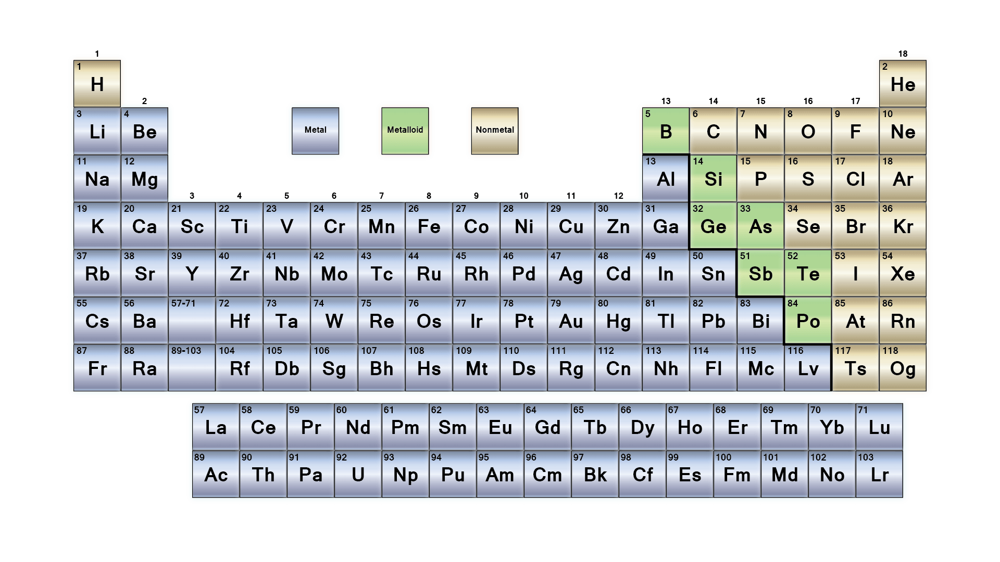 1 18
1 2
H He
2 13 14 15 16 17
3 4 5 6 7 8 9 10
Li Be Metal Metalloid Nonmetal B C N O F Ne
11 12 13 14 15 16 17 18
Na Mg Al Si P S Cl Ar
3 4 5 6 7 8 9 10 11 12
19 20 21 22 23 24 25 26 27 28 29 30 31 32 33 34 35 36
K Ca Sc Ti V Cr Mn Fe Co Ni Cu Zn Ga Ge As Se Br Kr
37 38 39 40 41 42 43 44 45 46 47 48 49 50 51 52 53 54
Rb Sr Y Zr Nb Mo Tc Ru Rh Pd Ag Cd In Sn Sb Te I Xe
55 56 57-71 72 73 74 75 76 77 78 79 80 81 82 83 84 85 86
Cs Ba Hf Ta W Re Os Ir Pt Au Hg Tl Pb Bi Po At Rn
87 88 89-103 104 105 106 107 108 109 110 111 112 113 114 115 116 117 118
Fr Ra Rf Db Sg Bh Hs Mt Ds Rg Cn Nh Fl Mc Lv Ts Og
57 58 59 60 61 62 63 64 65 66 67 68 69 70 71
La Ce Pr Nd Pm Sm Eu Gd Tb Dy Ho Er Tm Yb Lu
89 90 91 92 93 94 95 96 97 98 99 100 101 102 103
Ac Th Pa U Np Pu Am Cm Bk Cf Es Fm Md No Lr